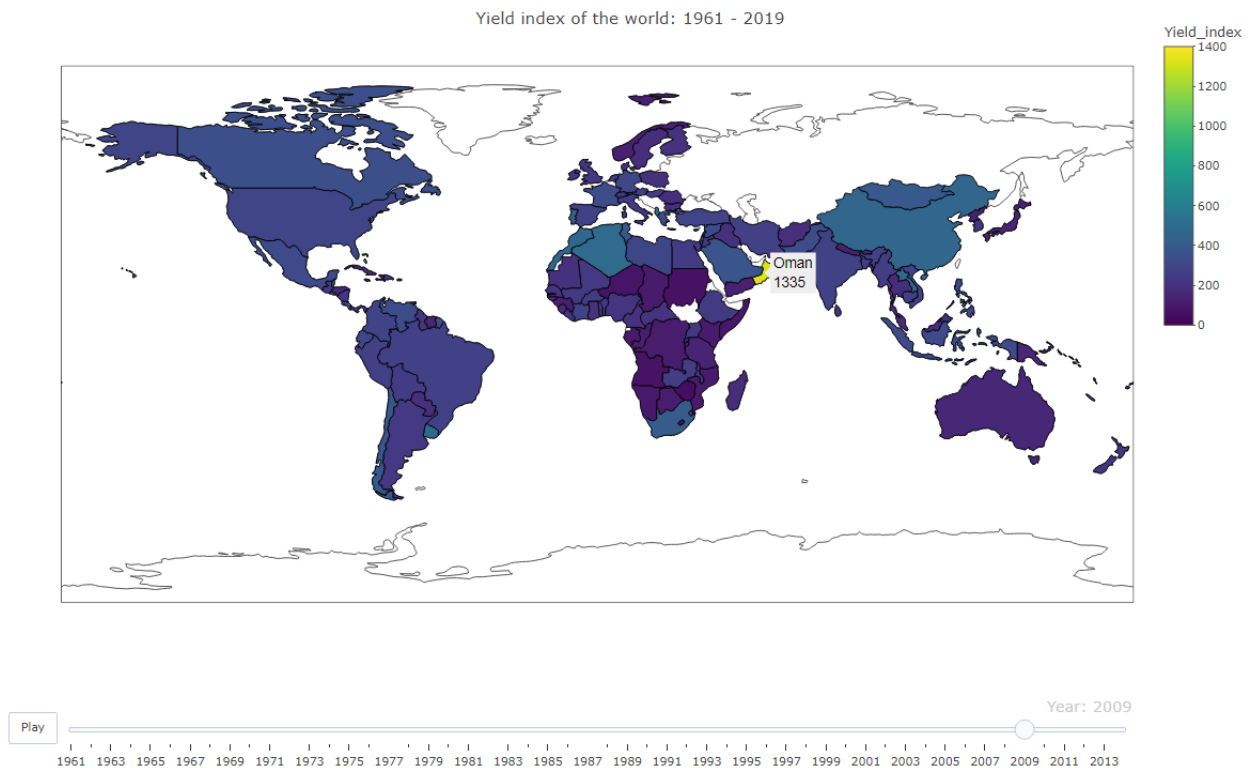 Yield index of the world: 1961 - 2019
Yield_index
1400
1200
1000
800
600
400
200
0
Oman
1335
Year: 2009
Play
1961 1963 1965 1967 1969 1971 1973 1975 1977 1979 1981 1983 1985 1987 1989 1991 1993 1995 1997 1999 2001 2003 2005 2007 2009 2011 2013